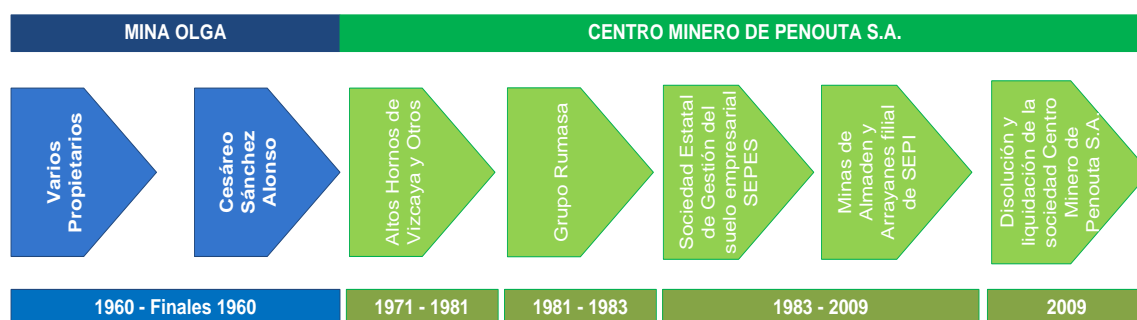 MINA OLGA
CENTRO MINERO DE PENOUTA S.A.
Varios
Propietarios
Cesáreo
Sánchez
Alonso
Altos Hornos de
Vizcaya y Otros
Grupo Rumasa
Sociedad Estatal
de Gestión del
suelo empresarial
SEPES
Minas de
Almaden y
Arrayanes filial
de SEPI
Disolución y
liquidación de la
sociedad Centro
Minero de
Penouta S.A.
1960 - Finales 1960
1971 - 1981
1981 - 1983
1983 - 2009
2009